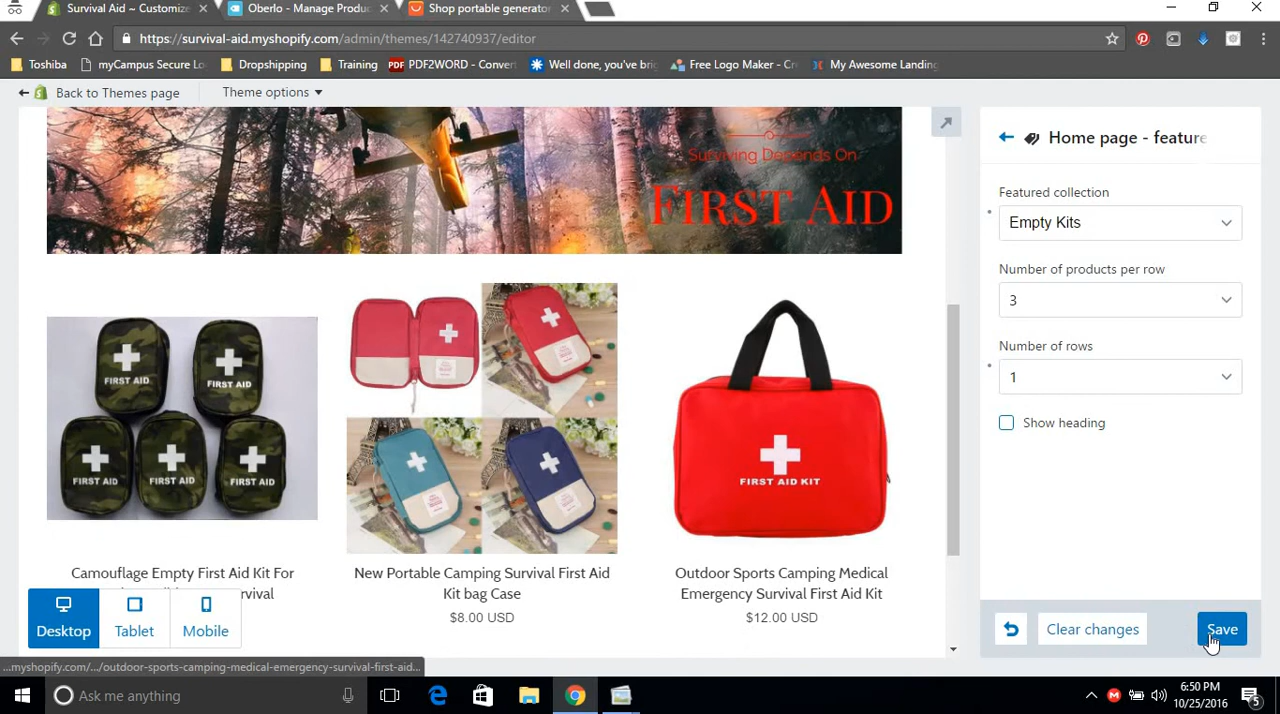 Survival Aid ~ Customize
Oberlo - Manage Produc
Shop portable generator
https://survival-aid.myshopify.com/admin/themes/142740937/editor
Toshiba
myCampus Secure Lo
Dropshipping
Training
PDF2WORD - Convert
Well done, you've brig
Free Logo Maker - Cr
My Awesome Landing
Back to Themes page
Theme options
Surviving Depends On
FIRST AID
Home page - feature
Featured collection
Empty Kits
Number of products per row
3
Number of rows
1
Show heading
FIRST AID
FIRST AID
FIRST AID
FIRST AID
FIRST AID
FIRST AID KIT
Camouflage Empty First Aid Kit For
vival
New Portable Camping Survival First Aid
Kit bag Case
$8.00 USD
Outdoor Sports Camping Medical
Emergency Survival First Aid Kit
$12.00 USD
Desktop
Tablet
Mobile
Clear changes
Save
...myshopify.com/.../outdoor-sports-camping-medical-emergency-survival-first-aid...
Ask me anything
6:50 PM
10/25/2016
5